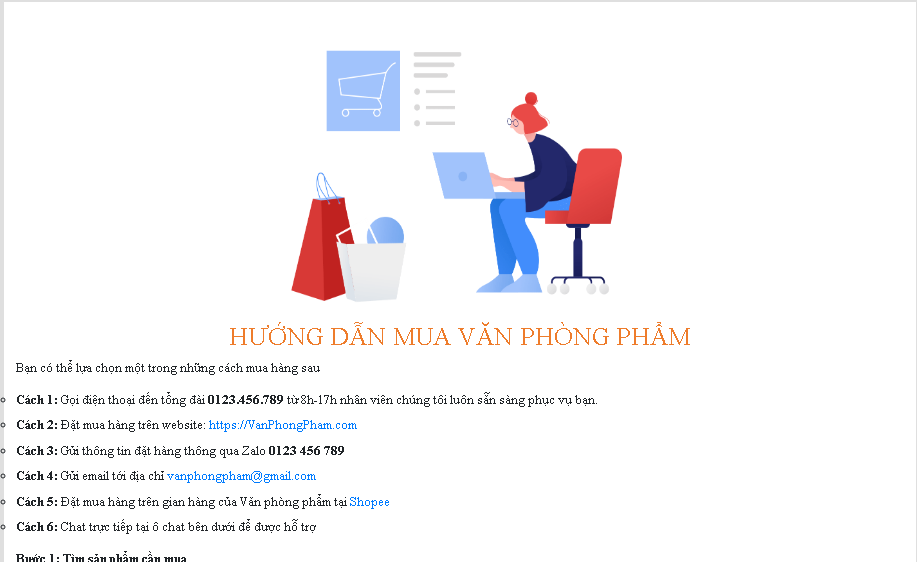 HƯỚNG DẪN MUA VĂN PHÒNG PHẨM
Bạn có thể lựa chọn một trong những cách mua hàng sau
Cách 1: Gọi điện thoại đến tổng đài 0123.456.789 từ 8h-17h nhân viên chúng tôi luôn sẵn sàng phục vụ bạn.
Cách 2: Đặt mua hàng trên website: https://VanPhongPham.com
Cách 3: Gửi thông tin đặt hàng thông qua Zalo 0123 456 789
Cách 4: Gửi email tới địa chỉ vanphongpham@gmail.com
Cách 5: Đặt mua hàng trên gian hàng của Văn phòng phẩm tại Shopee
Cách 6: Chat trực tiếp tại ô chat bên dưới để được hỗ trợ
Bước 1: Tìm sản phẩm cần mua